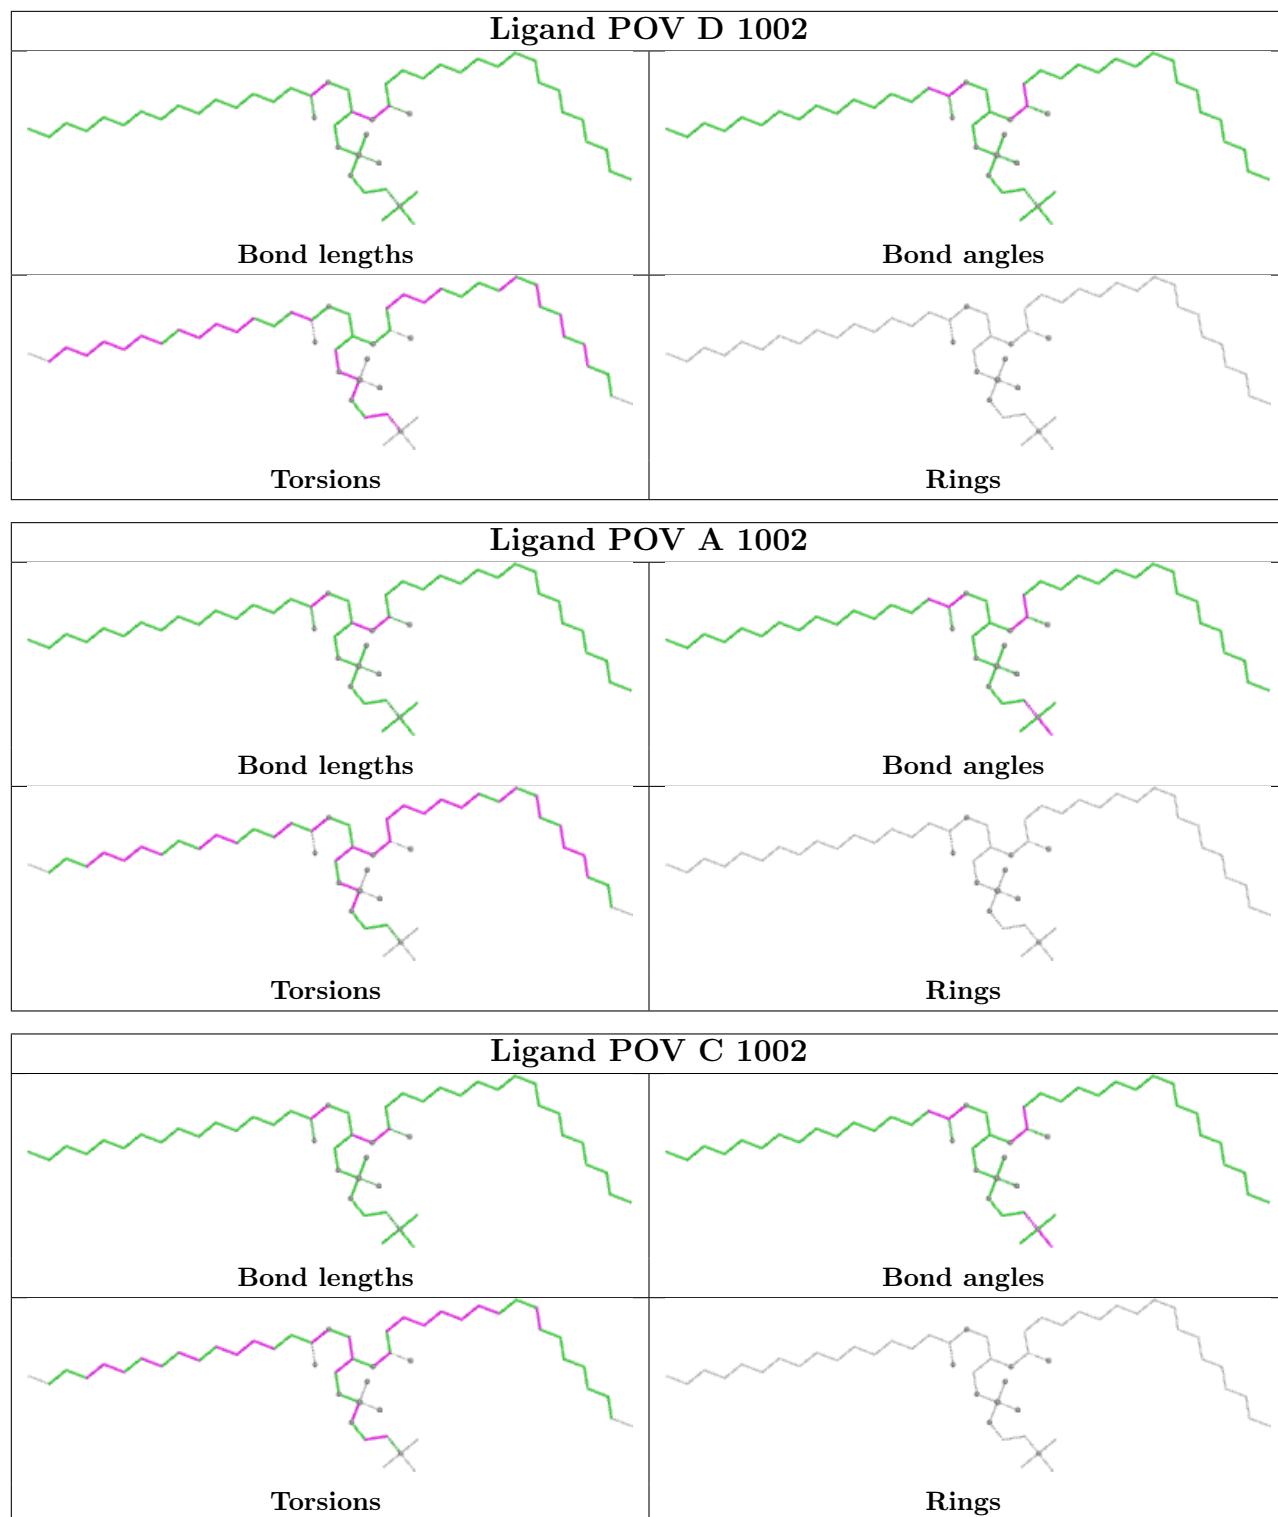 Ligand POV D 1002
Bond lengths
Bond angles
Torsions
Rings
Ligand POV A 1002
Bond lengths
Bond angles
Torsions
Rings
Ligand POV C 1002
Bond lengths
Bond angles
Torsions
Rings